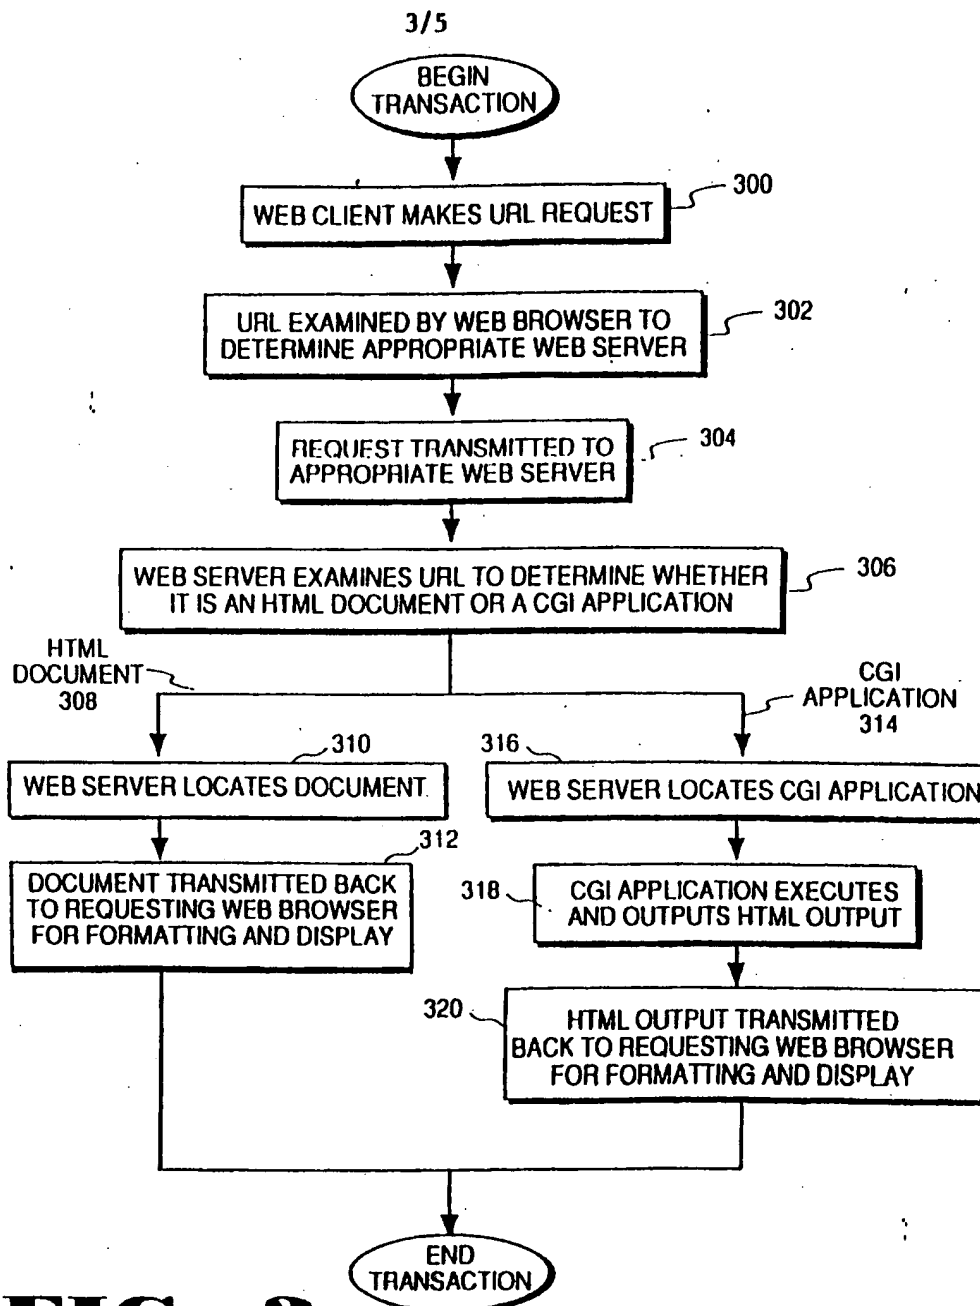 3/5
BEGIN
TRANSACTION
300
WEB CLIENT MAKES URL REQUEST
302
URL EXAMINED BY WEB BROWSER TO
DETERMINE APPROPRIATE WEB SERVER
304
REQUEST TRANSMITTED TO
APPROPRIATE WEB SERVER
306
WEB SERVER EXAMINES URL TO DETERMINE WHETHER
IT IS AN HTML DOCUMENT OR A CGI APPLICATION
HTML
DOCUMENT
308
CGI
APPLICATION
314
310
WEB SERVER LOCATES DOCUMENT
312
DOCUMENT TRANSMITTED BACK
TO REQUESTING WEB BROWSER
FOR FORMATTING AND DISPLAY
316
WEB SERVER LOCATES CGI APPLICATION
318
CGI APPLICATION EXECUTES
AND OUTPUTS HTML OUTPUT
320
HTML OUTPUT TRANSMITTED
BACK TO REQUESTING WEB BROWSER
FOR FORMATTING AND DISPLAY
END
TRANSACTION
FIG. 3